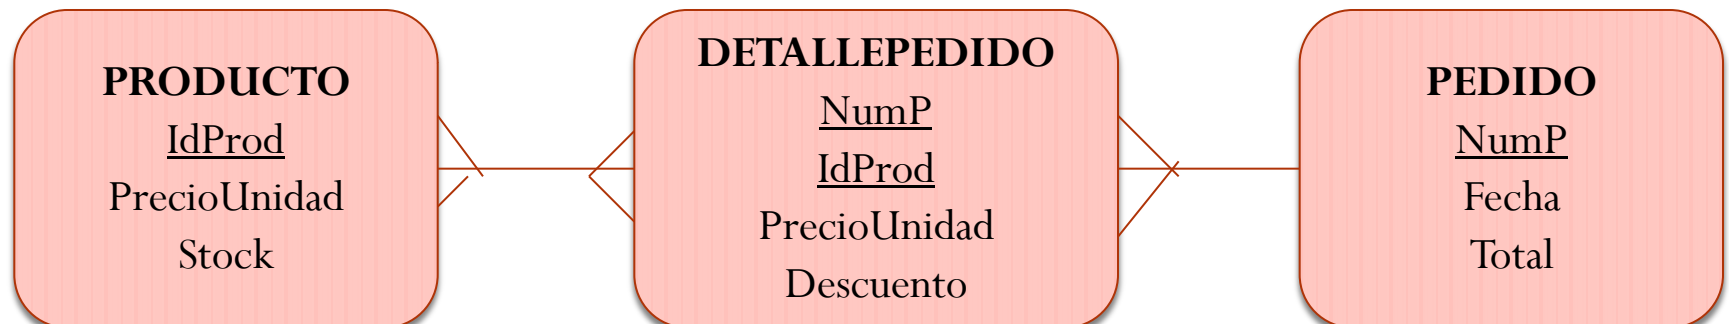 PRODUCTO
IdProd
PrecioUnidad
Stock
DETALLEPEDIDO
NumP
IdProd
PrecioUnidad
Descuento
PEDIDO
NumP
Fecha
Total